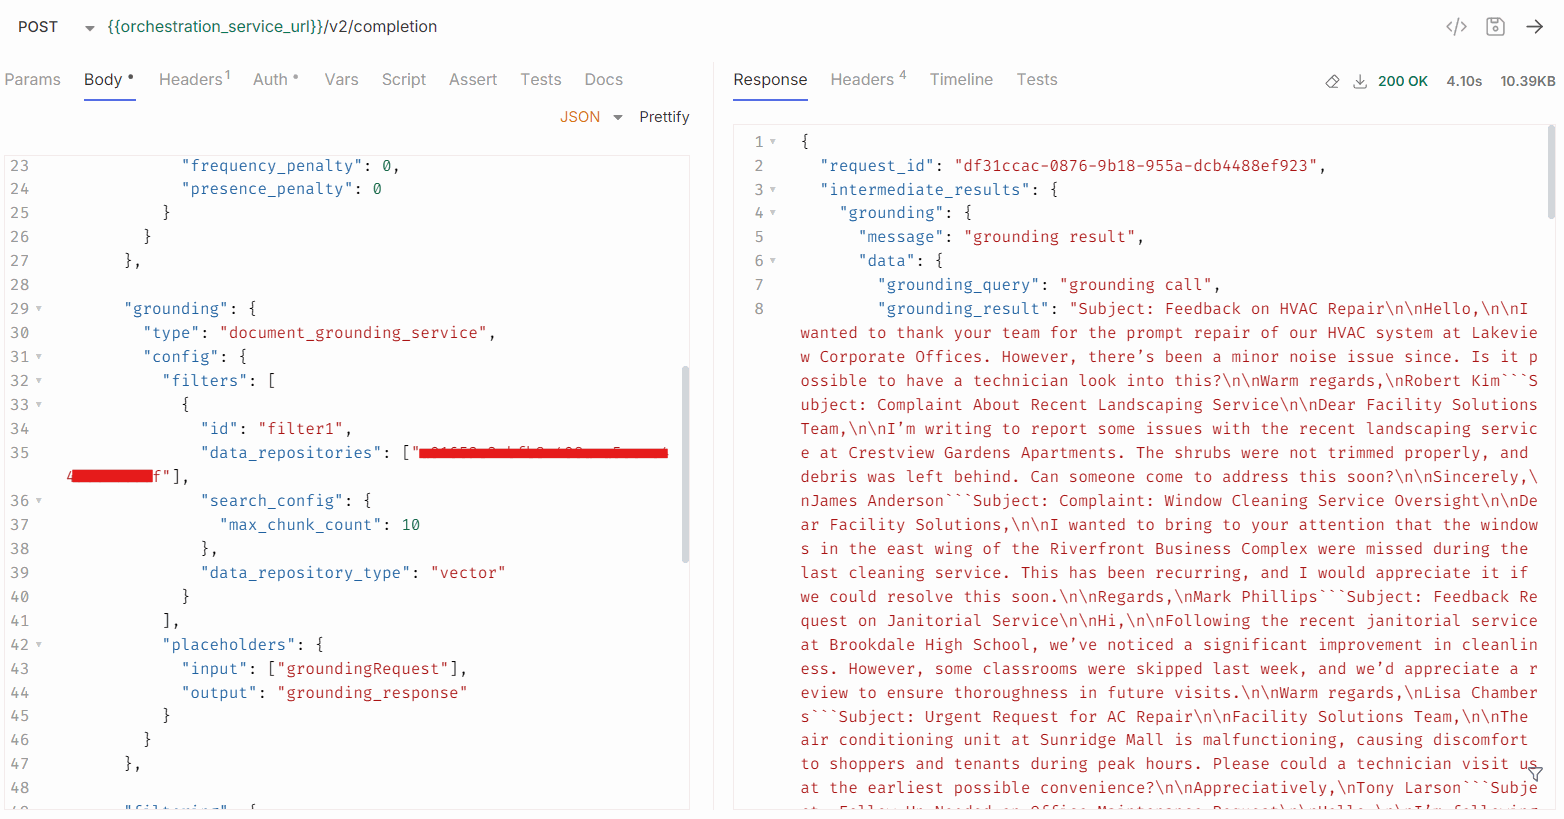 POST {{orchestration_service_url}}/v2/completion
Params Body Headers 1 Auth Vars Script Assert Tests Docs
JSON Prettify
23 "frequency_penalty": 0,
24 "presence_penalty": 0
25 }
26 }
27 },
28
29 "grounding": {
30 "type": "document_grounding_service",
31 "config": {
32 "filters": [
33 {
34 "id": "filter1",
35 "data_repositories": ["
4 f"],
36 "search_config": {
37 "max_chunk_count": 10
38 },
39 "data_repository_type": "vector"
40 }
41 ],
42 "placeholders": {
43 "input": ["groundingRequest"],
44 "output": "grounding_response"
45 }
46 }
47 },
48
"filtering": {
Response Headers 4 Timeline Tests 200 OK 4.10s 10.39KB
1 {
2 "request_id": "df31ccac-0876-9b18-955a-dcb4488ef923",
3 "intermediate_results": {
4 "grounding": {
5 "message": "grounding result",
6 "data": {
7 "grounding_query": "grounding call",
8 "grounding_result": "Subject: Feedback on HVAC Repair\n\nHello,\n\nI
wanted to thank your team for the prompt repair of our HVAC system at Lakevie
w Corporate Offices. However, there’s been a minor noise issue since. Is it p
ossible to have a technician look into this?\n\nWarm regards,\nRobert Kim```S
ubject: Complaint About Recent Landscaping Service\n\nDear Facility Solutions
Team,\n\nI’m writing to report some issues with the recent landscaping servic
e at Crestview Gardens Apartments. The shrubs were not trimmed properly, and
debris was left behind. Can someone come to address this soon?\n\nSincerely,\
nJames Anderson```Subject: Complaint: Window Cleaning Service Oversight\n\nDe
ar Facility Solutions,\n\nI wanted to bring to your attention that the window
s in the east wing of the Riverfront Business Complex were missed during the
last cleaning service. This has been recurring, and I would appreciate it if
we could resolve this soon.\n\nRegards,\nMark Phillips```Subject: Feedback Re
quest on Janitorial Service\n\nHi,\n\nFollowing the recent janitorial service
at Brookdale High School, we’ve noticed a significant improvement in cleanlin
ess. However, some classrooms were skipped last week, and we’d appreciate a r
eview to ensure thoroughness in future visits.\n\nWarm regards,\nLisa Chamber
s```Subject: Urgent Request for AC Repair\n\nFacility Solutions Team,\n\nThe
air conditioning unit at Sunridge Mall is malfunctioning, causing discomfort
to shoppers and tenants during peak hours. Please could a technician visit us
at the earliest possible convenience?\n\nAppreciatively,\nTony Larson```Subje
ct: Follow-Up Needed on Office Maintenance Request\n\nHello,\n\nI’m following